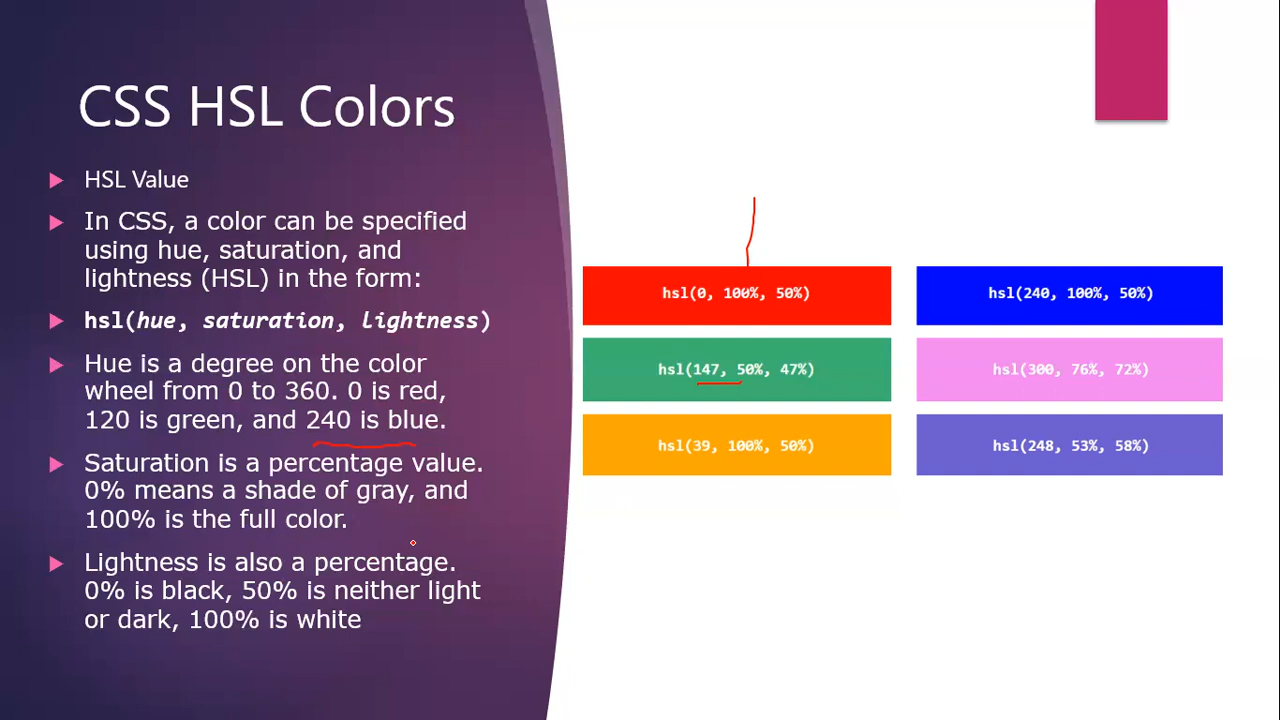 CSS HSL Colors
HSL Value
In CSS, a color can be specified
using hue, saturation, and
lightness (HSL) in the form:
hsl(hue, saturation, lightness)
Hue is a degree on the color
wheel from 0 to 360. 0 is red,
120 is green, and 240 is blue.
Saturation is a percentage value.
0% means a shade of gray, and
100% is the full color.
Lightness is also a percentage.
0% is black, 50% is neither light
or dark, 100% is white
hsl(0, 100%, 50%)
hsl(240, 100%, 50%)
hsl(147, 50%, 47%)
hsl(300, 76%, 72%)
hsl(39, 100%, 50%)
hsl(248, 53%, 58%)